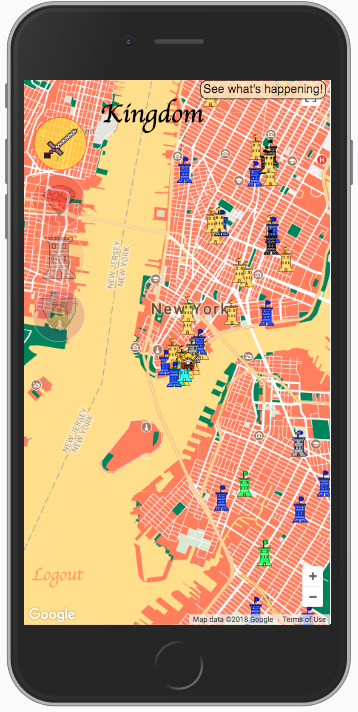 See what's happening!
Kingdom
NEW JERSEY
NEW YORK
New York
NEW JERSEY
NEW YORK
H
Logout
+
−
Google
Map data ©2018 Google
Terms of Use